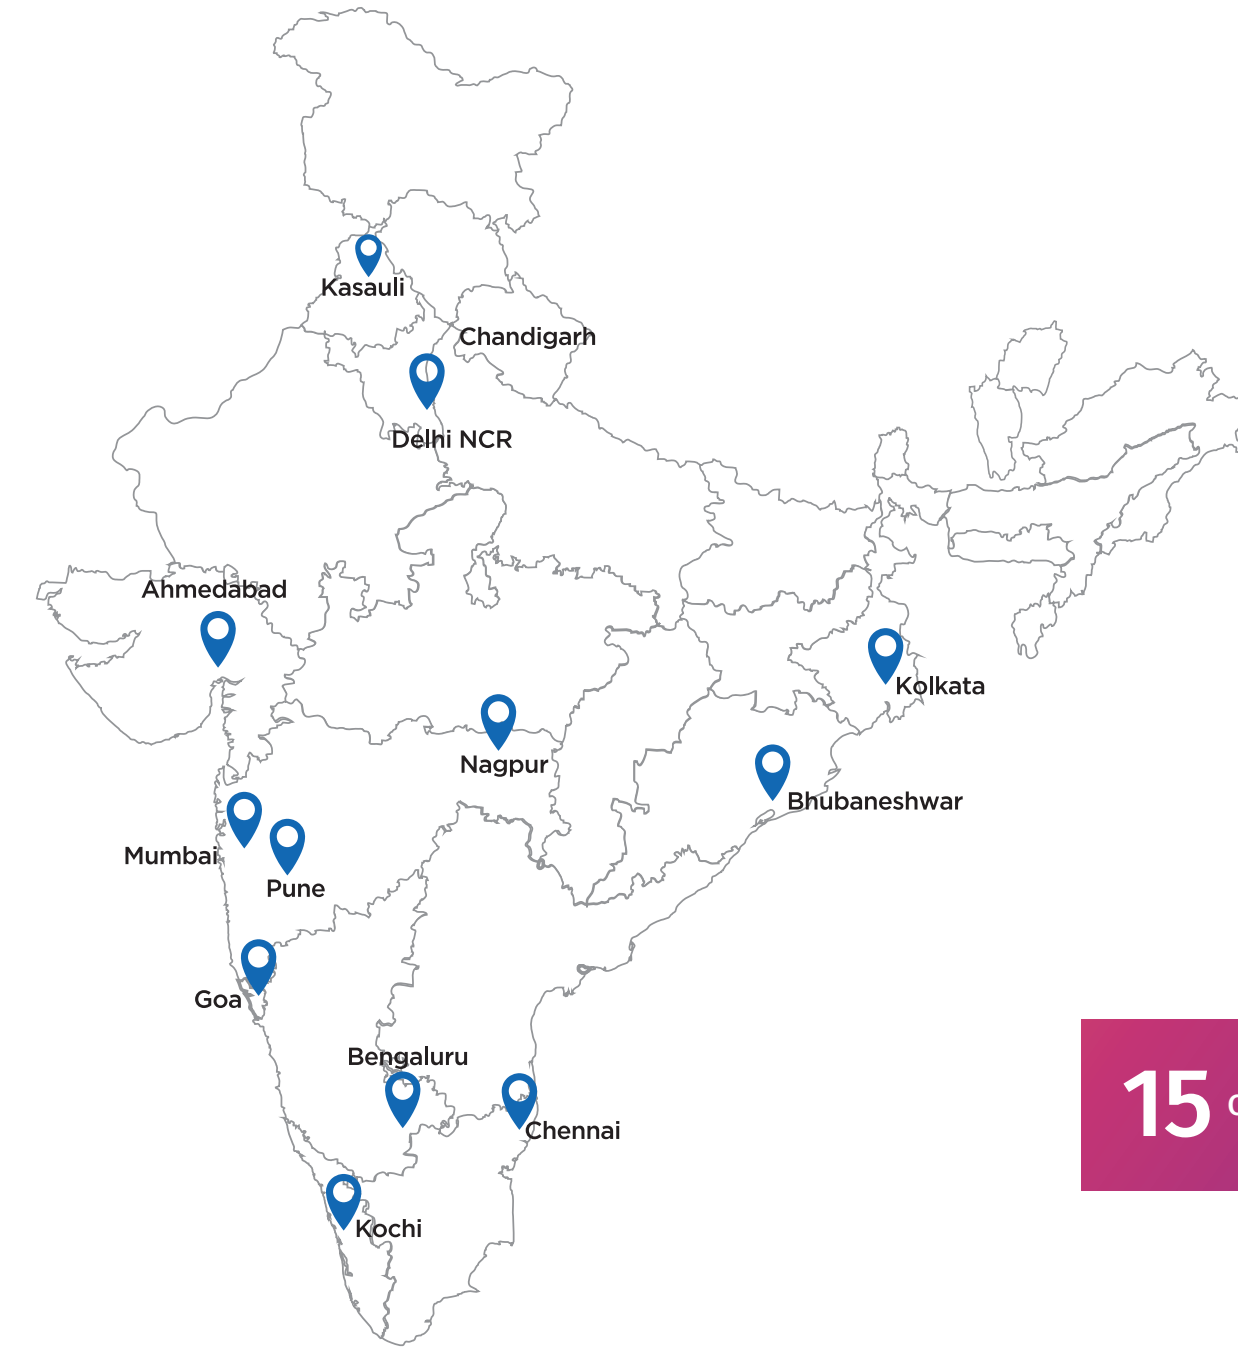 Kasauli
Chandigarh
Delhi NCR
Ahmedabad
Kolkata
Nagpur
Bhubaneshwar
Mumbai
Pune
Goa
Bengaluru
Chennai
15
Kochi